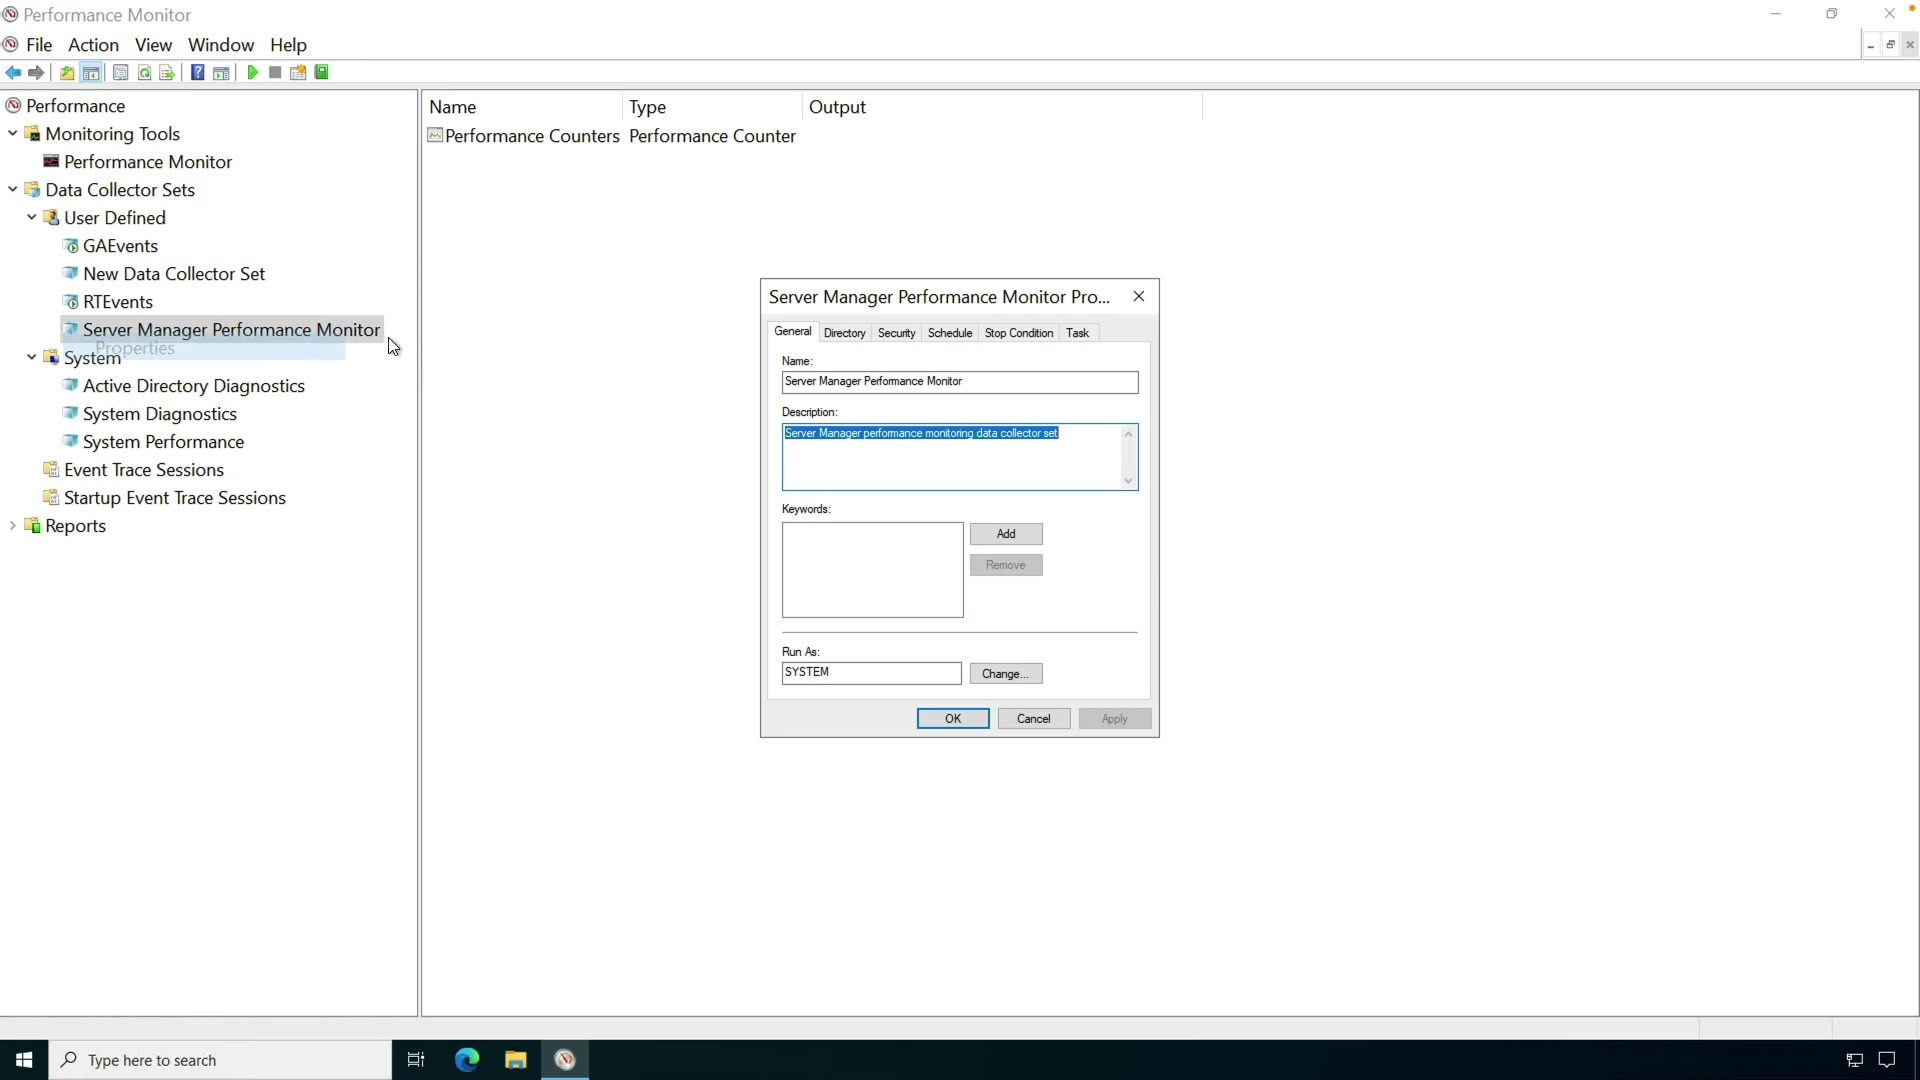 Performance Monitor
File Action View Window Help
Performance
Monitoring Tools
Performance Monitor
Data Collector Sets
User Defined
GAEvents
New Data Collector Set
RTEvents
Server Manager Performance Monitor
Properties
System
Active Directory Diagnostics
System Diagnostics
System Performance
Event Trace Sessions
Startup Event Trace Sessions
Reports
Name Type Output
Performance Counters Performance Counter
Server Manager Performance Monitor Pro...
General Directory Security Schedule Stop Condition Task
Name:
Server Manager Performance Monitor
Description:
Server Manager performance monitoring data collector set
Keywords:
Add
Remove
Run As:
SYSTEM Change...
OK Cancel Apply
Type here to search